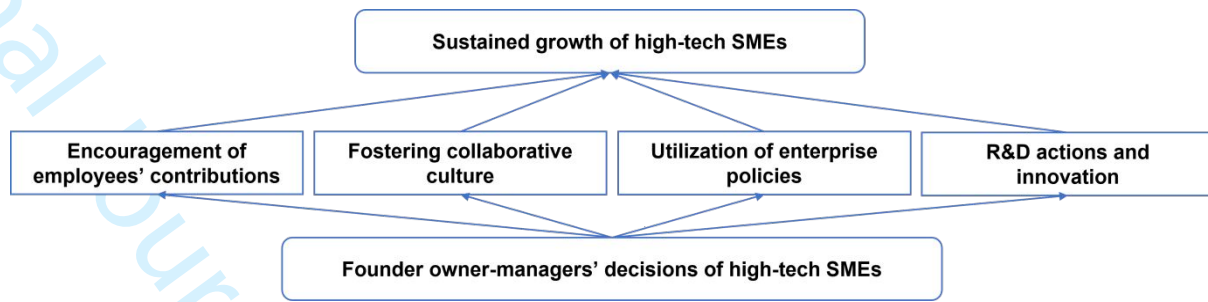 Sustained growth of high-tech SMEs
Encouragement of
employees’ contributions
Fostering collaborative
culture
Utilization of enterprise
policies
R&D actions and
innovation
Founder owner-managers’ decisions of high-tech SMEs